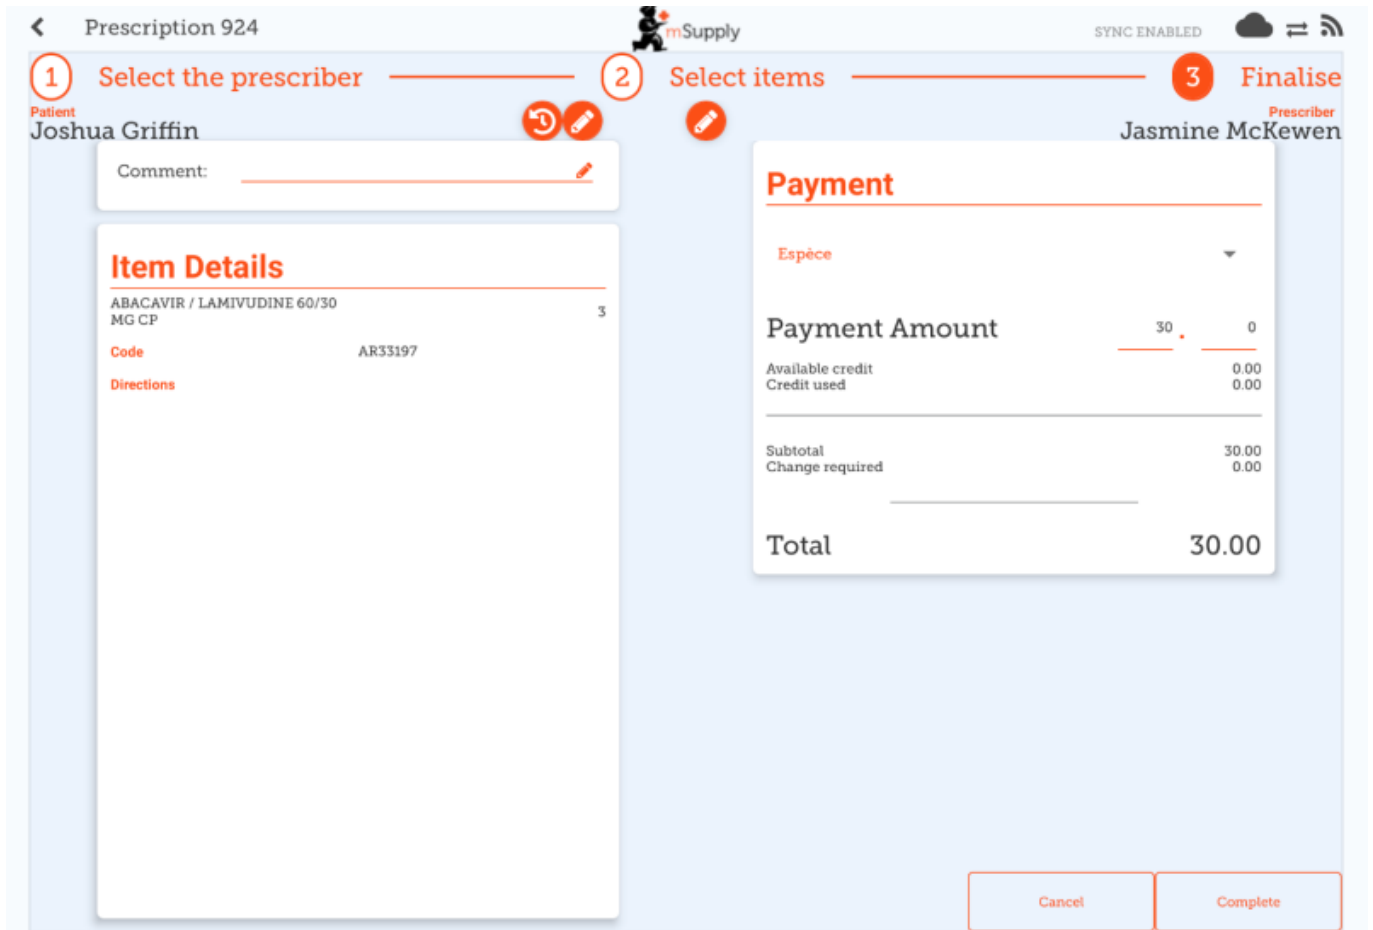 Prescription 924
mSupply
SYNC ENABLED
1 Select the prescriber
2 Select items
3 Finalise
Patient
Joshua Griffin
Prescriber
Jasmine McKewen
Comment:
Item Details
ABACAVIR / LAMIVUDINE 60/30
MG CP
3
Code AR33197
Directions
Payment
Espèce
Payment Amount 30 . 0
Available credit 0.00
Credit used 0.00
Subtotal 30.00
Change required 0.00
Total 30.00
Cancel
Complete